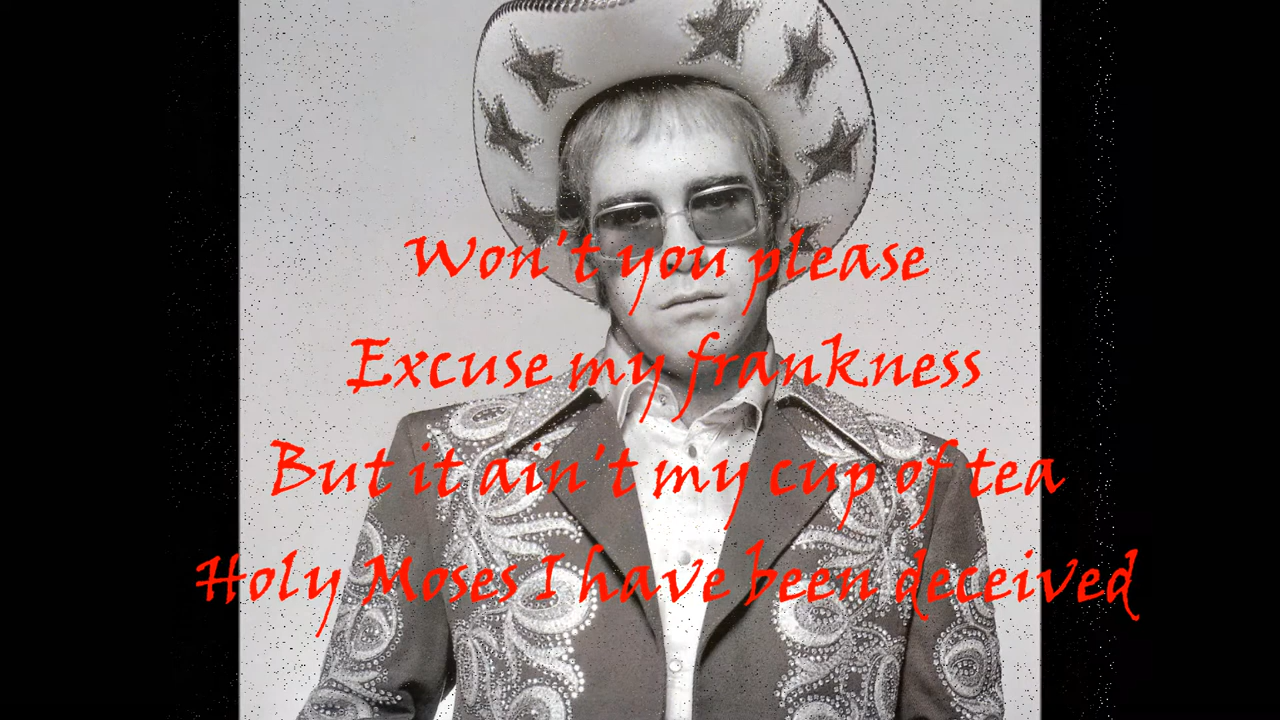 Won't you please
Excuse my frankness
But it ain't my cup of tea
Holy Moses I have been deceived